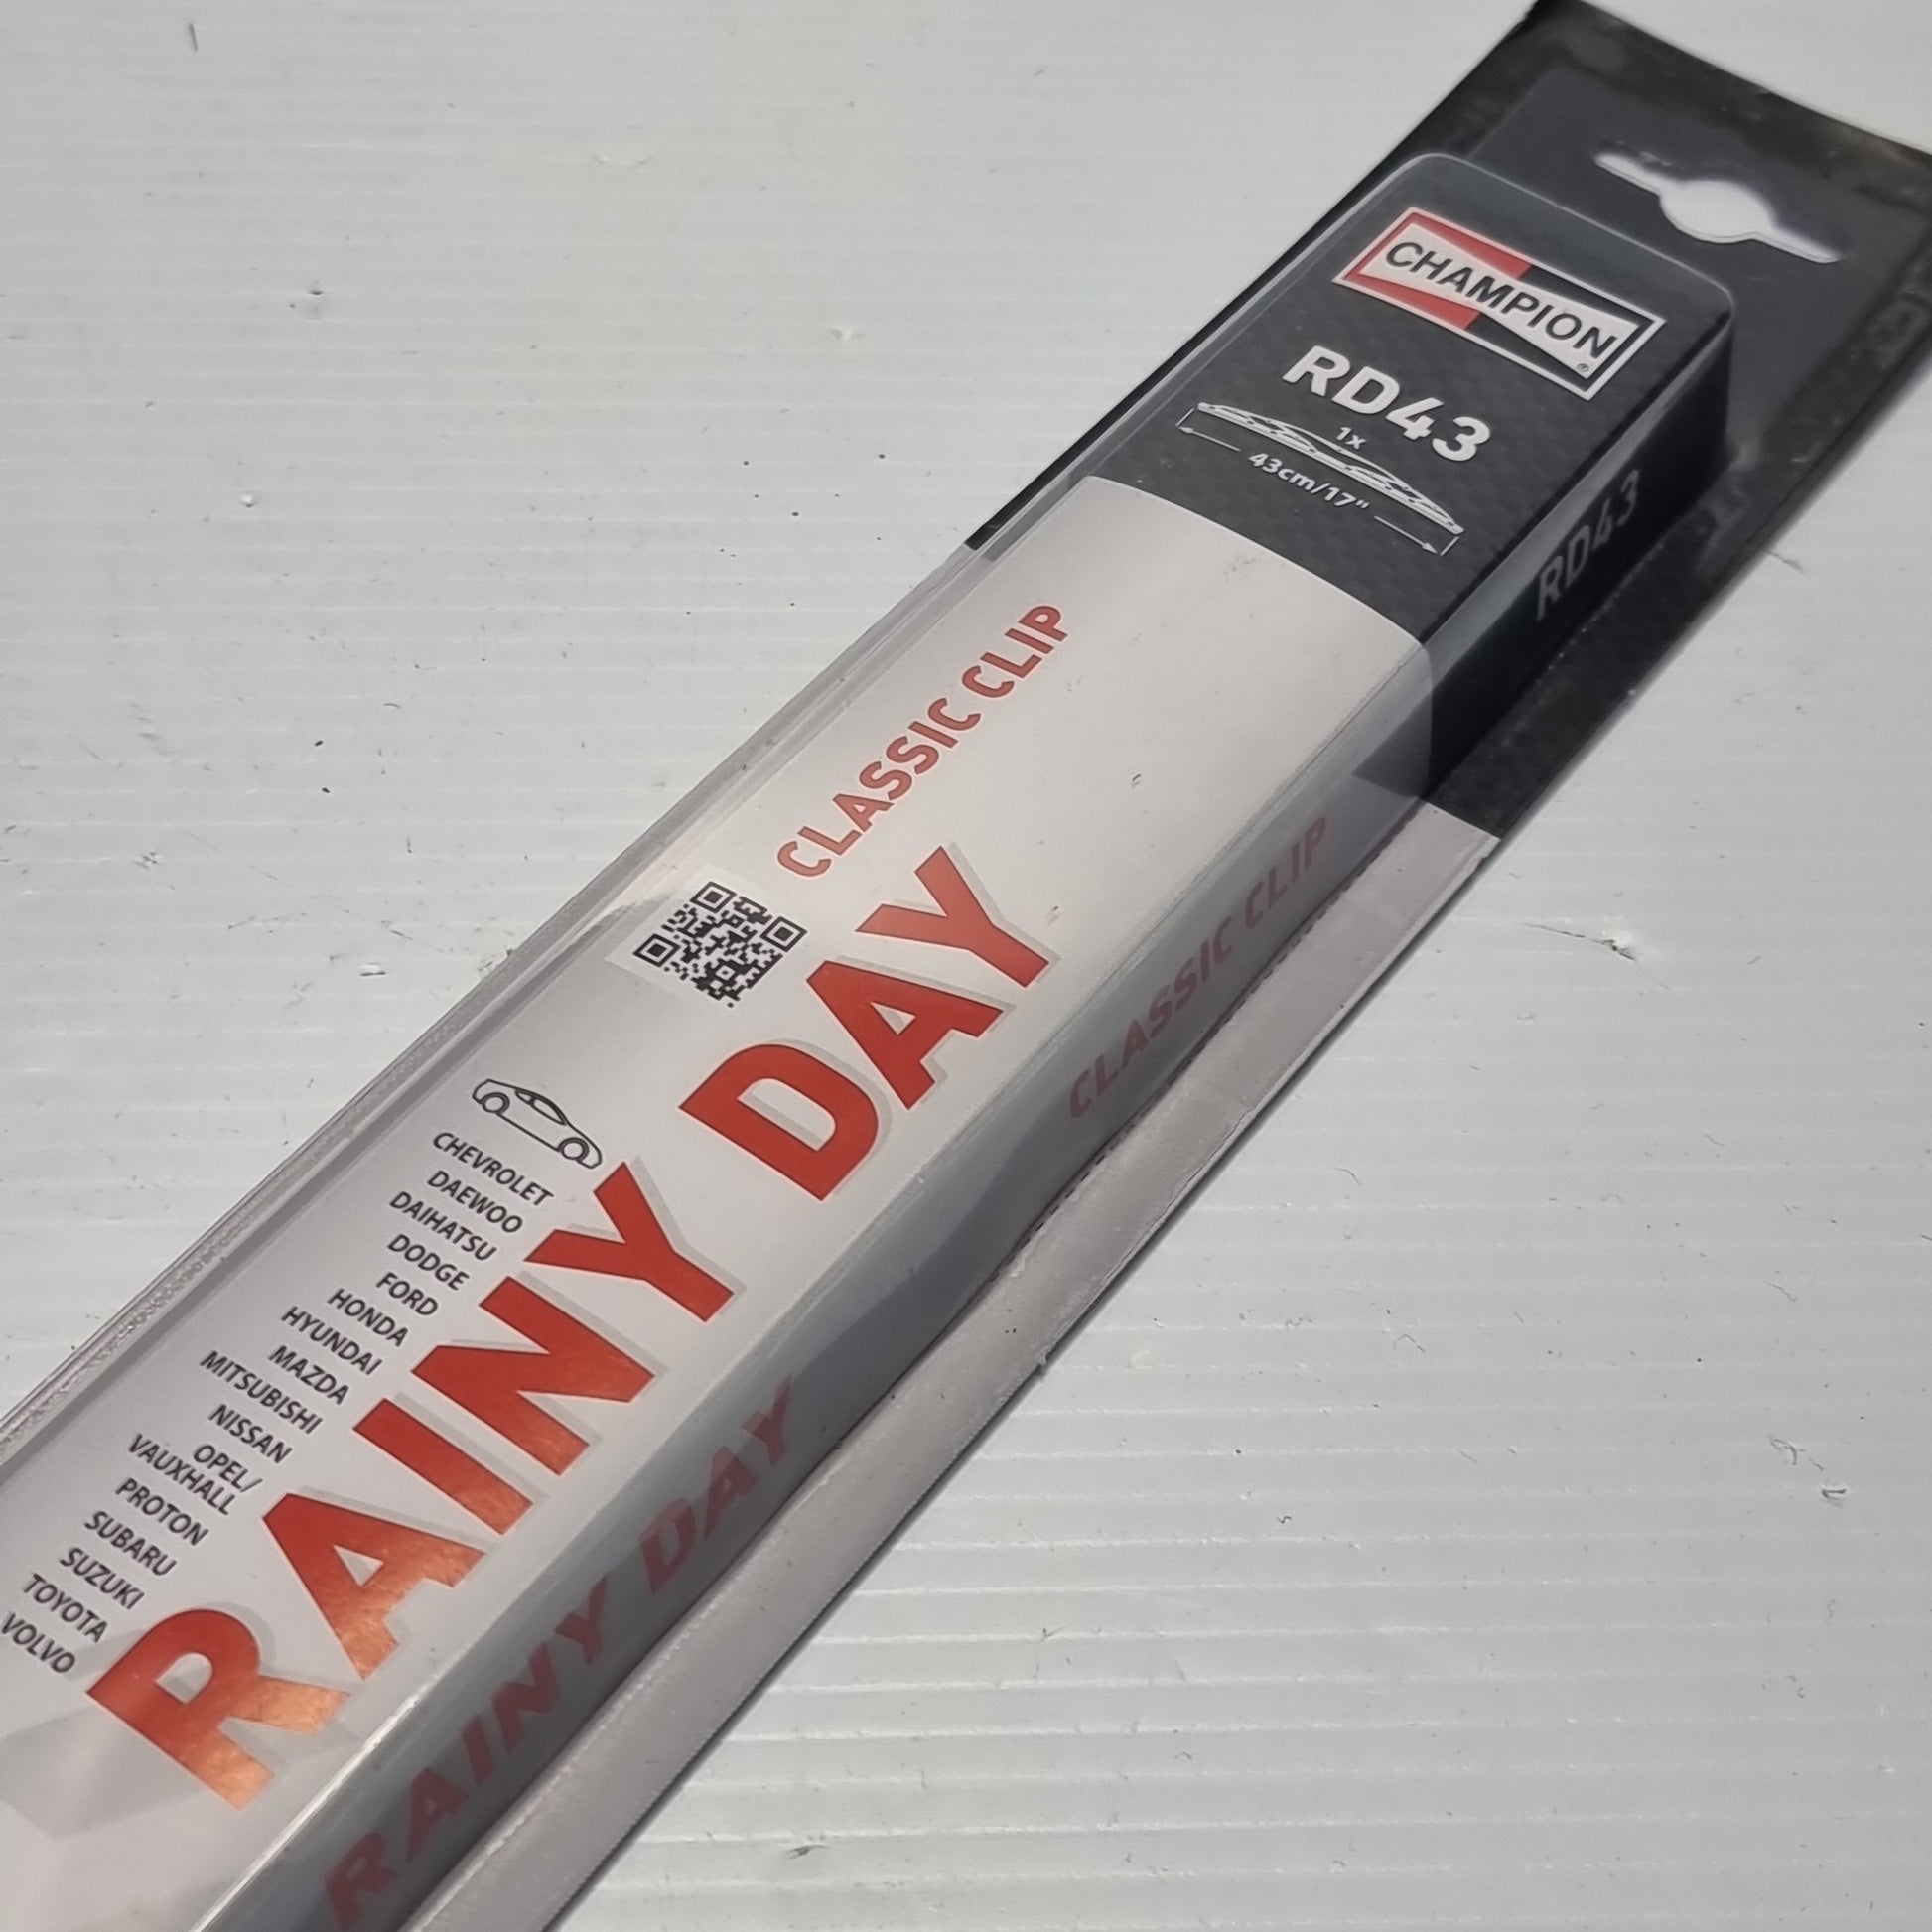 CHAMPION
RD43
1x
43cm/17"
CLASSIC CLIP
RAINY DAY
CHEVROLET
DAEWOO
DAIHATSU
DODGE
FORD
HONDA
HYUNDAI
MAZDA
MITSUBISHI
NISSAN
OPEL/
VAUXHALL
PROTON
SUBARU
SUZUKI
TOYOTA
VOLVO
RD43
CLASSIC CLIP
RAINY DAY